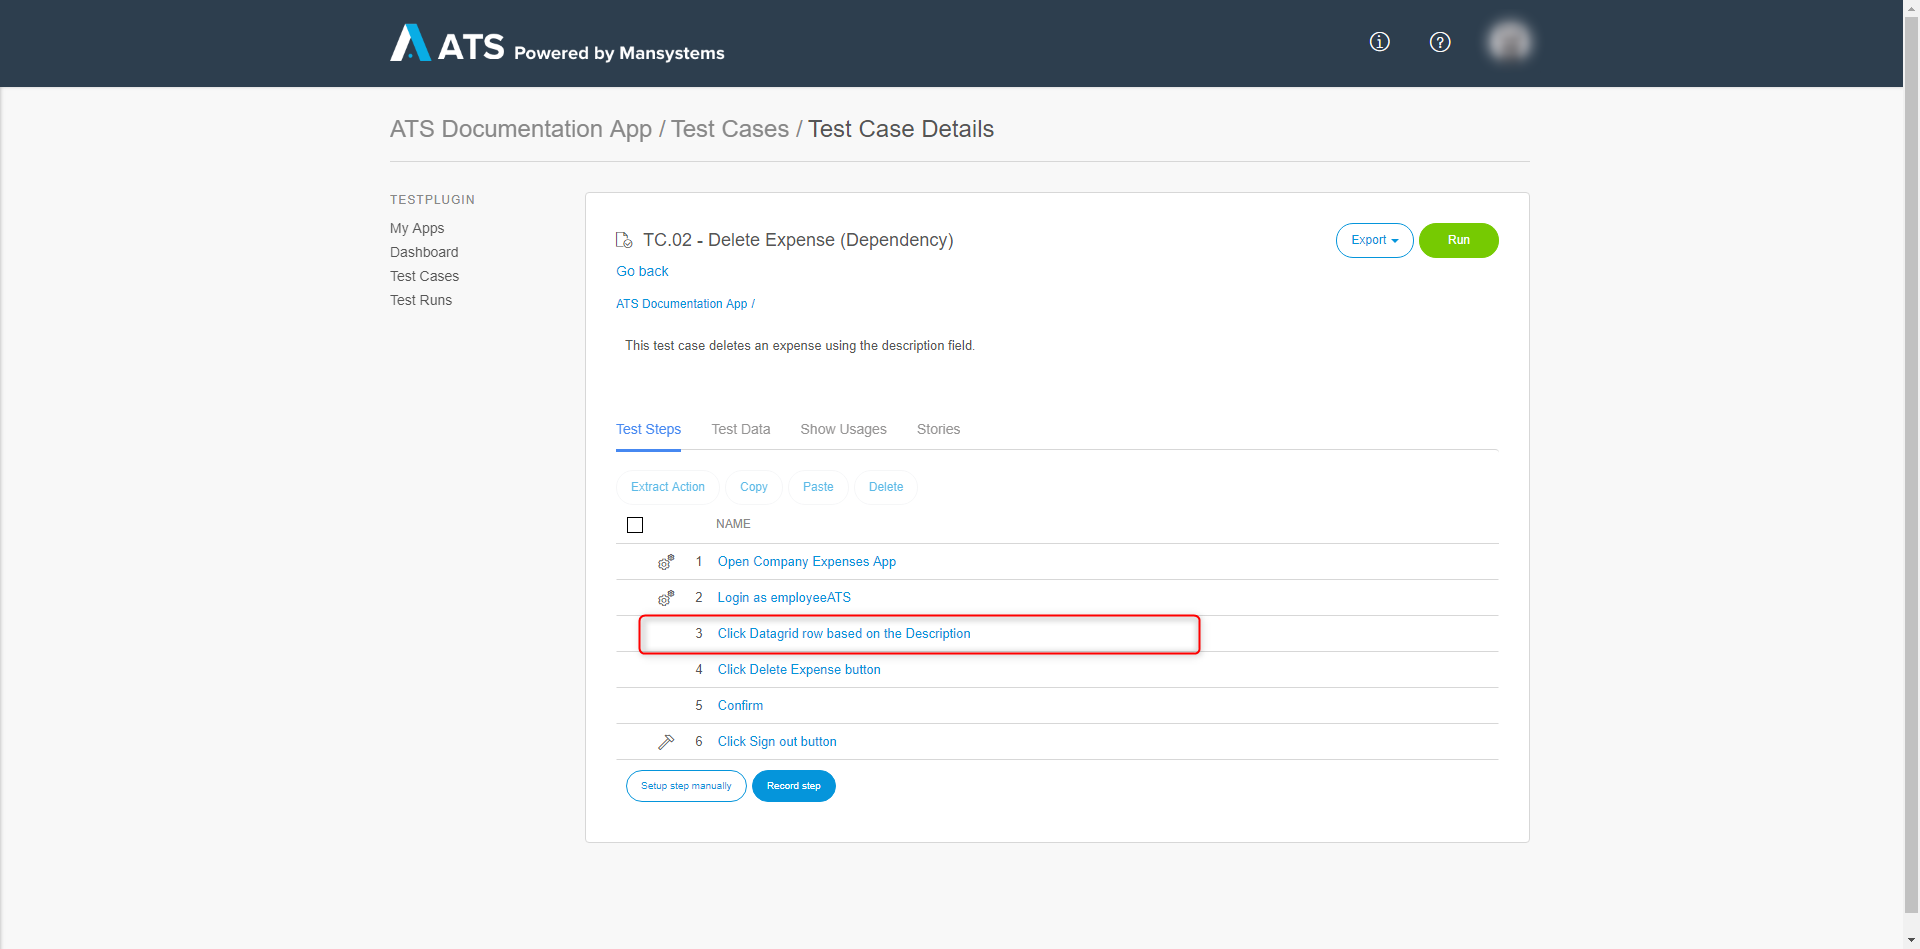 ATS Powered by Mansystems
ATS Documentation App / Test Cases / Test Case Details
TESTPLUGIN
My Apps
Dashboard
Test Cases
Test Runs
TC.02 - Delete Expense (Dependency)
Export
Run
Go back
ATS Documentation App /
This test case deletes an expense using the description field.
Test Steps
Test Data
Show Usages
Stories
Extract Action
Copy
Paste
Delete
NAME
1 Open Company Expenses App
2 Login as employeeATS
3 Click Datagrid row based on the Description
4 Click Delete Expense button
5 Confirm
6 Click Sign out button
Setup step manually
Record step